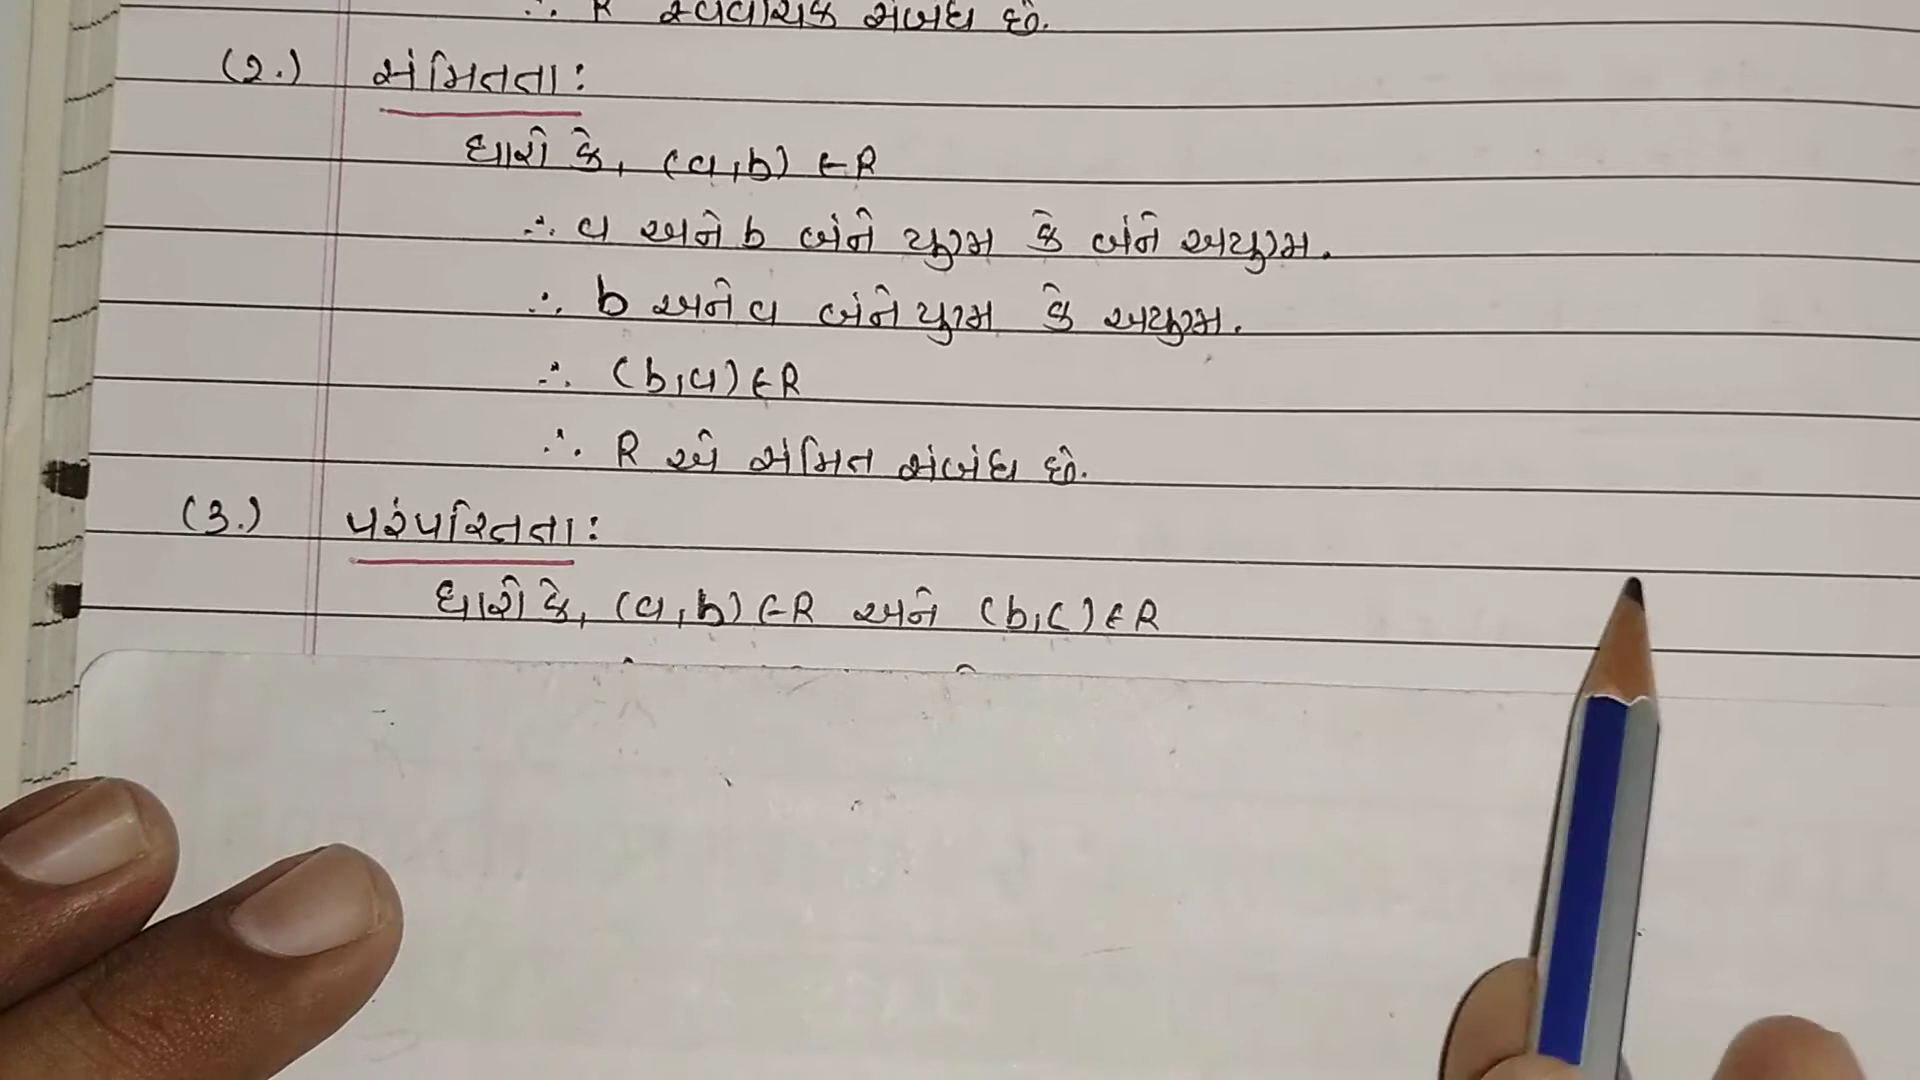 ∴ R સ્વવાચક સંબંધ છે.
(2.) સંમિતતા:
ધારો કે, (a,b) ∈ R
∴ a અને b બંને યુગ્મ કે બંને અયુગ્મ.
∴ b અને a બંને યુગ્મ કે અયુગ્મ.
∴ (b,a) ∈ R
∴ R એ સંમિત સંબંધ છે.
(3.) પરંપરિતતા:
ધારો કે, (a,b) ∈ R અને (b,c) ∈ R